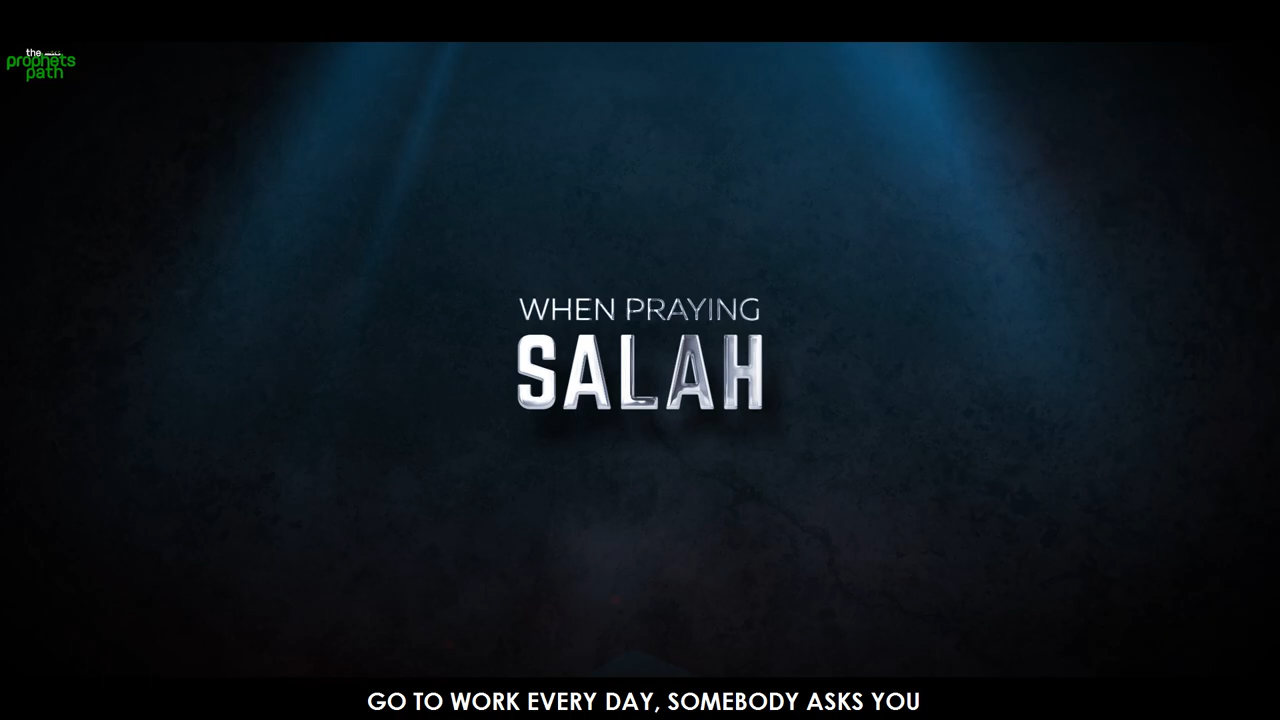 the
prophets
path
WHEN PRAYING
SALAH
GO TO WORK EVERY DAY, SOMEBODY ASKS YOU